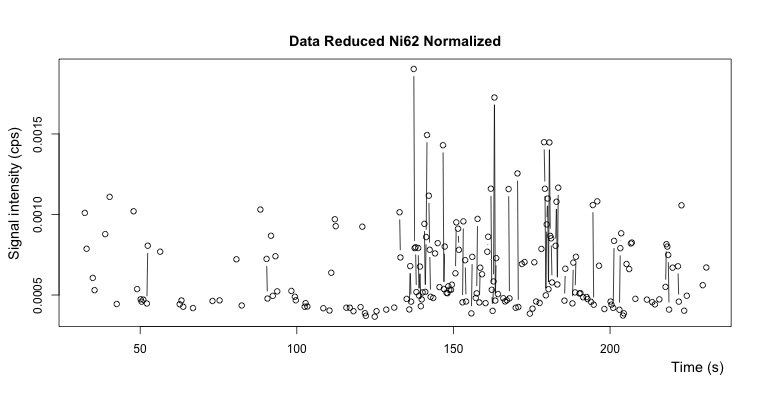 Data Reduced Ni62 Normalized
Signal intensity (cps)
0.0015
0.0010
0.0005
50 100 150 200
Time (s)